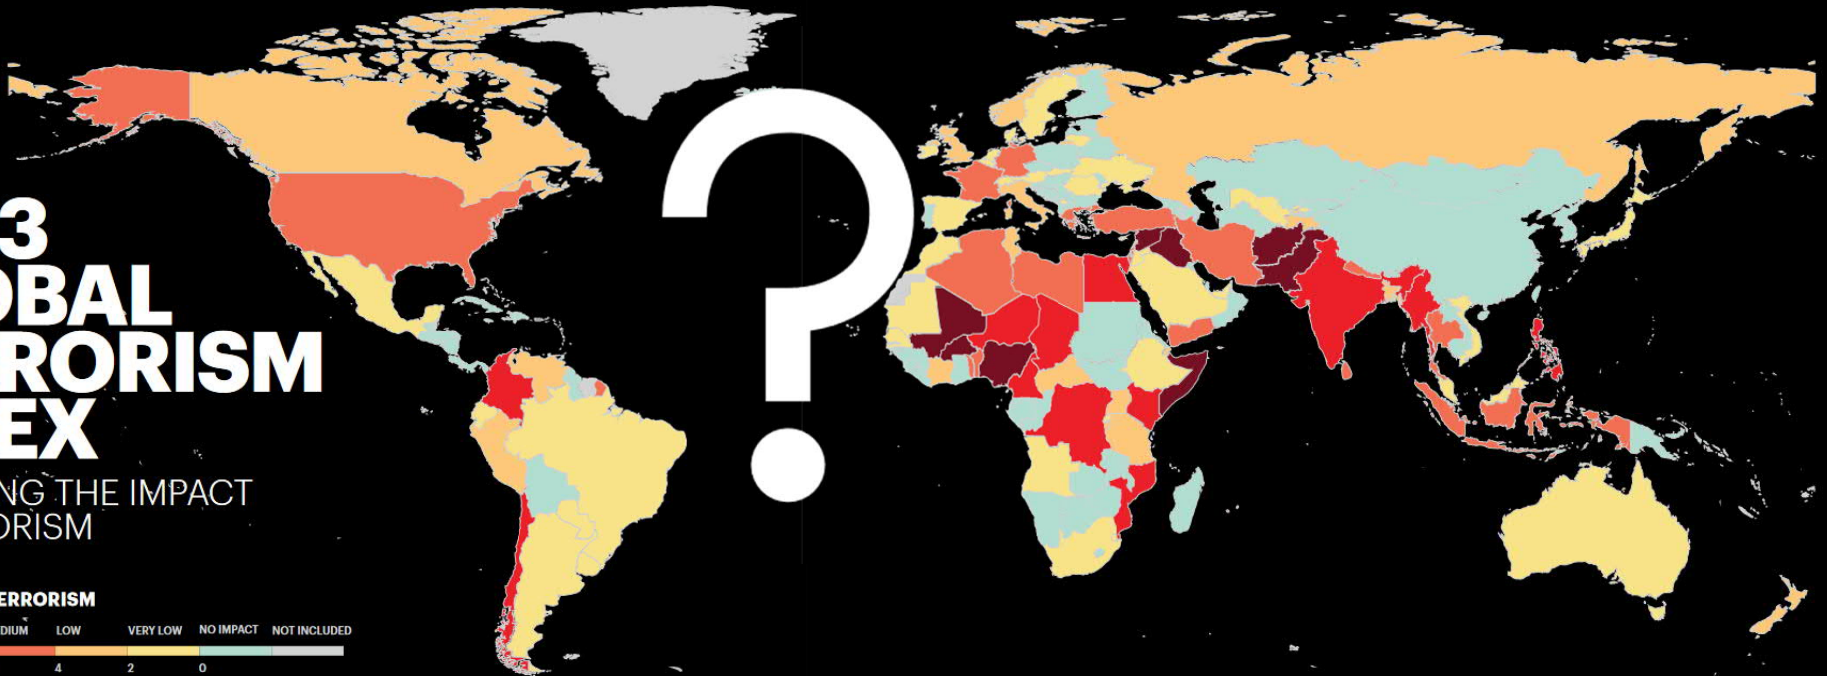 3
OBAL
RORISM
EX
NG THE IMPACT
ORISM
?
ERRORISM
DIUM LOW VERY LOW NO IMPACT NOT INCLUDED
4 2 0